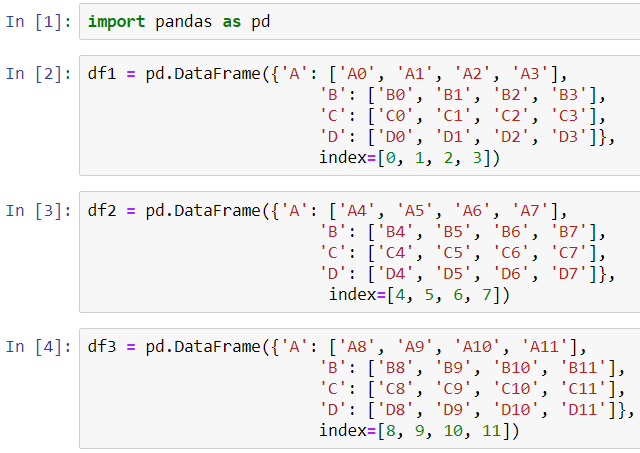 In [1]: import pandas as pd
In [2]: df1 = pd.DataFrame({'A': ['A0', 'A1', 'A2', 'A3'],
'B': ['B0', 'B1', 'B2', 'B3'],
'C': ['C0', 'C1', 'C2', 'C3'],
'D': ['D0', 'D1', 'D2', 'D3']},
index=[0, 1, 2, 3])
In [3]: df2 = pd.DataFrame({'A': ['A4', 'A5', 'A6', 'A7'],
'B': ['B4', 'B5', 'B6', 'B7'],
'C': ['C4', 'C5', 'C6', 'C7'],
'D': ['D4', 'D5', 'D6', 'D7']},
index=[4, 5, 6, 7])
In [4]: df3 = pd.DataFrame({'A': ['A8', 'A9', 'A10', 'A11'],
'B': ['B8', 'B9', 'B10', 'B11'],
'C': ['C8', 'C9', 'C10', 'C11'],
'D': ['D8', 'D9', 'D10', 'D11']},
index=[8, 9, 10, 11])